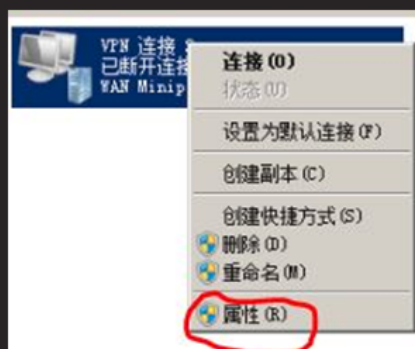 VPN 连接
已断开连接
WAN Minip
连接(O)
状态(U)
设置为默认连接(F)
创建副本(C)
创建快捷方式(S)
删除(D)
重命名(M)
属性(R)